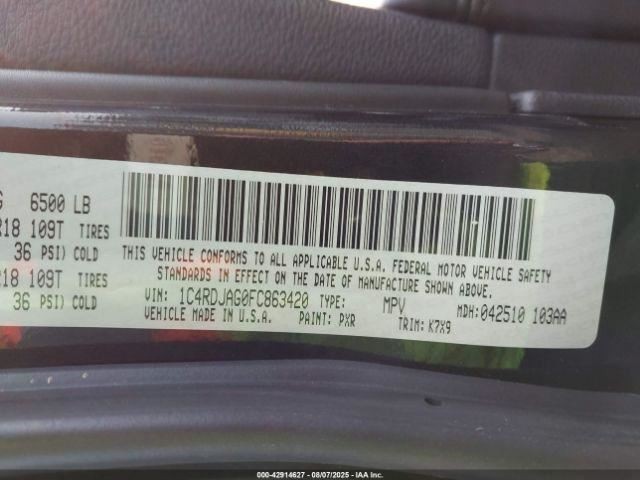 G 6500 LB
R18 109T TIRES
36 PSI) COLD
R18 109T TIRES
36 PSI) COLD
THIS VEHICLE CONFORMS TO ALL APPLICABLE U.S.A. FEDERAL MOTOR VEHICLE SAFETY
STANDARDS IN EFFECT ON THE DATE OF MANUFACTURE SHOWN ABOVE.
VIN: 1C4RDJAG0FC863420 TYPE: MPV MDH: 042510 103AA
VEHICLE MADE IN U.S.A. PAINT: PXR TRIM: K7X9
000-42914627 - 08/07/2025 - IAA Inc.